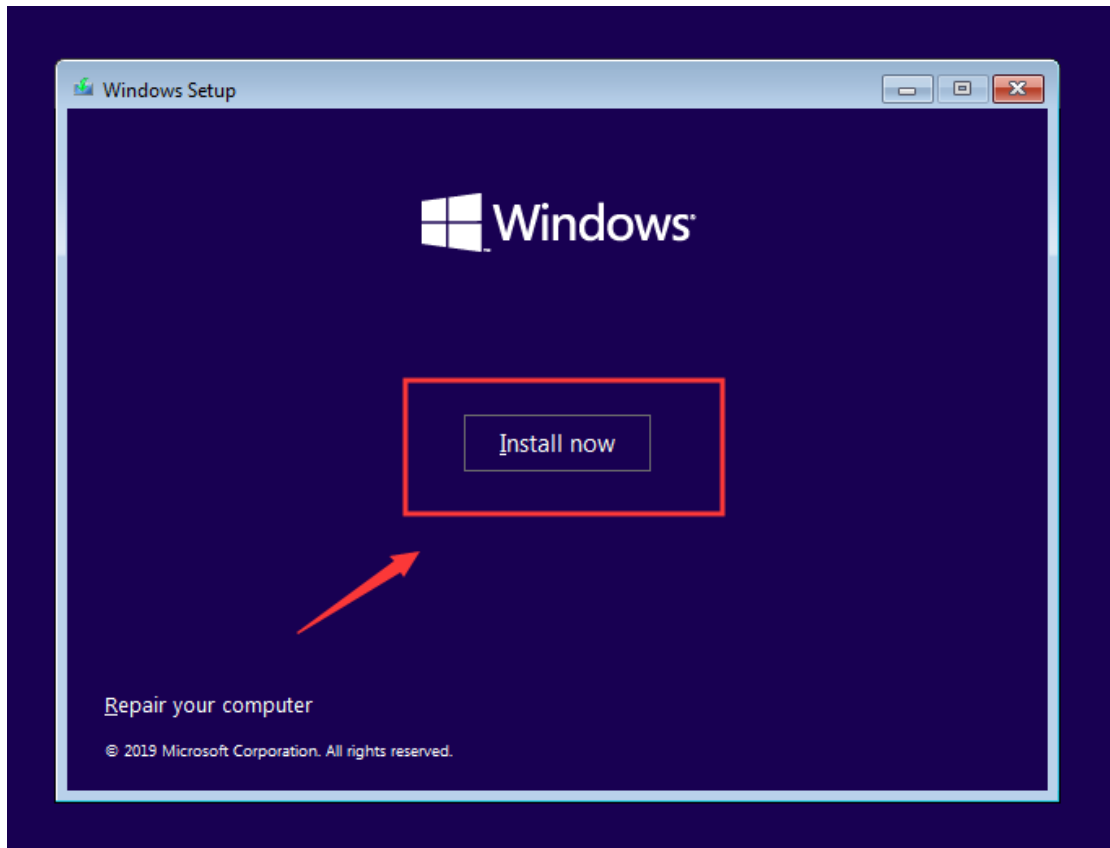 Windows Setup
Windows
Install now
Repair your computer
© 2019 Microsoft Corporation. All rights reserved.